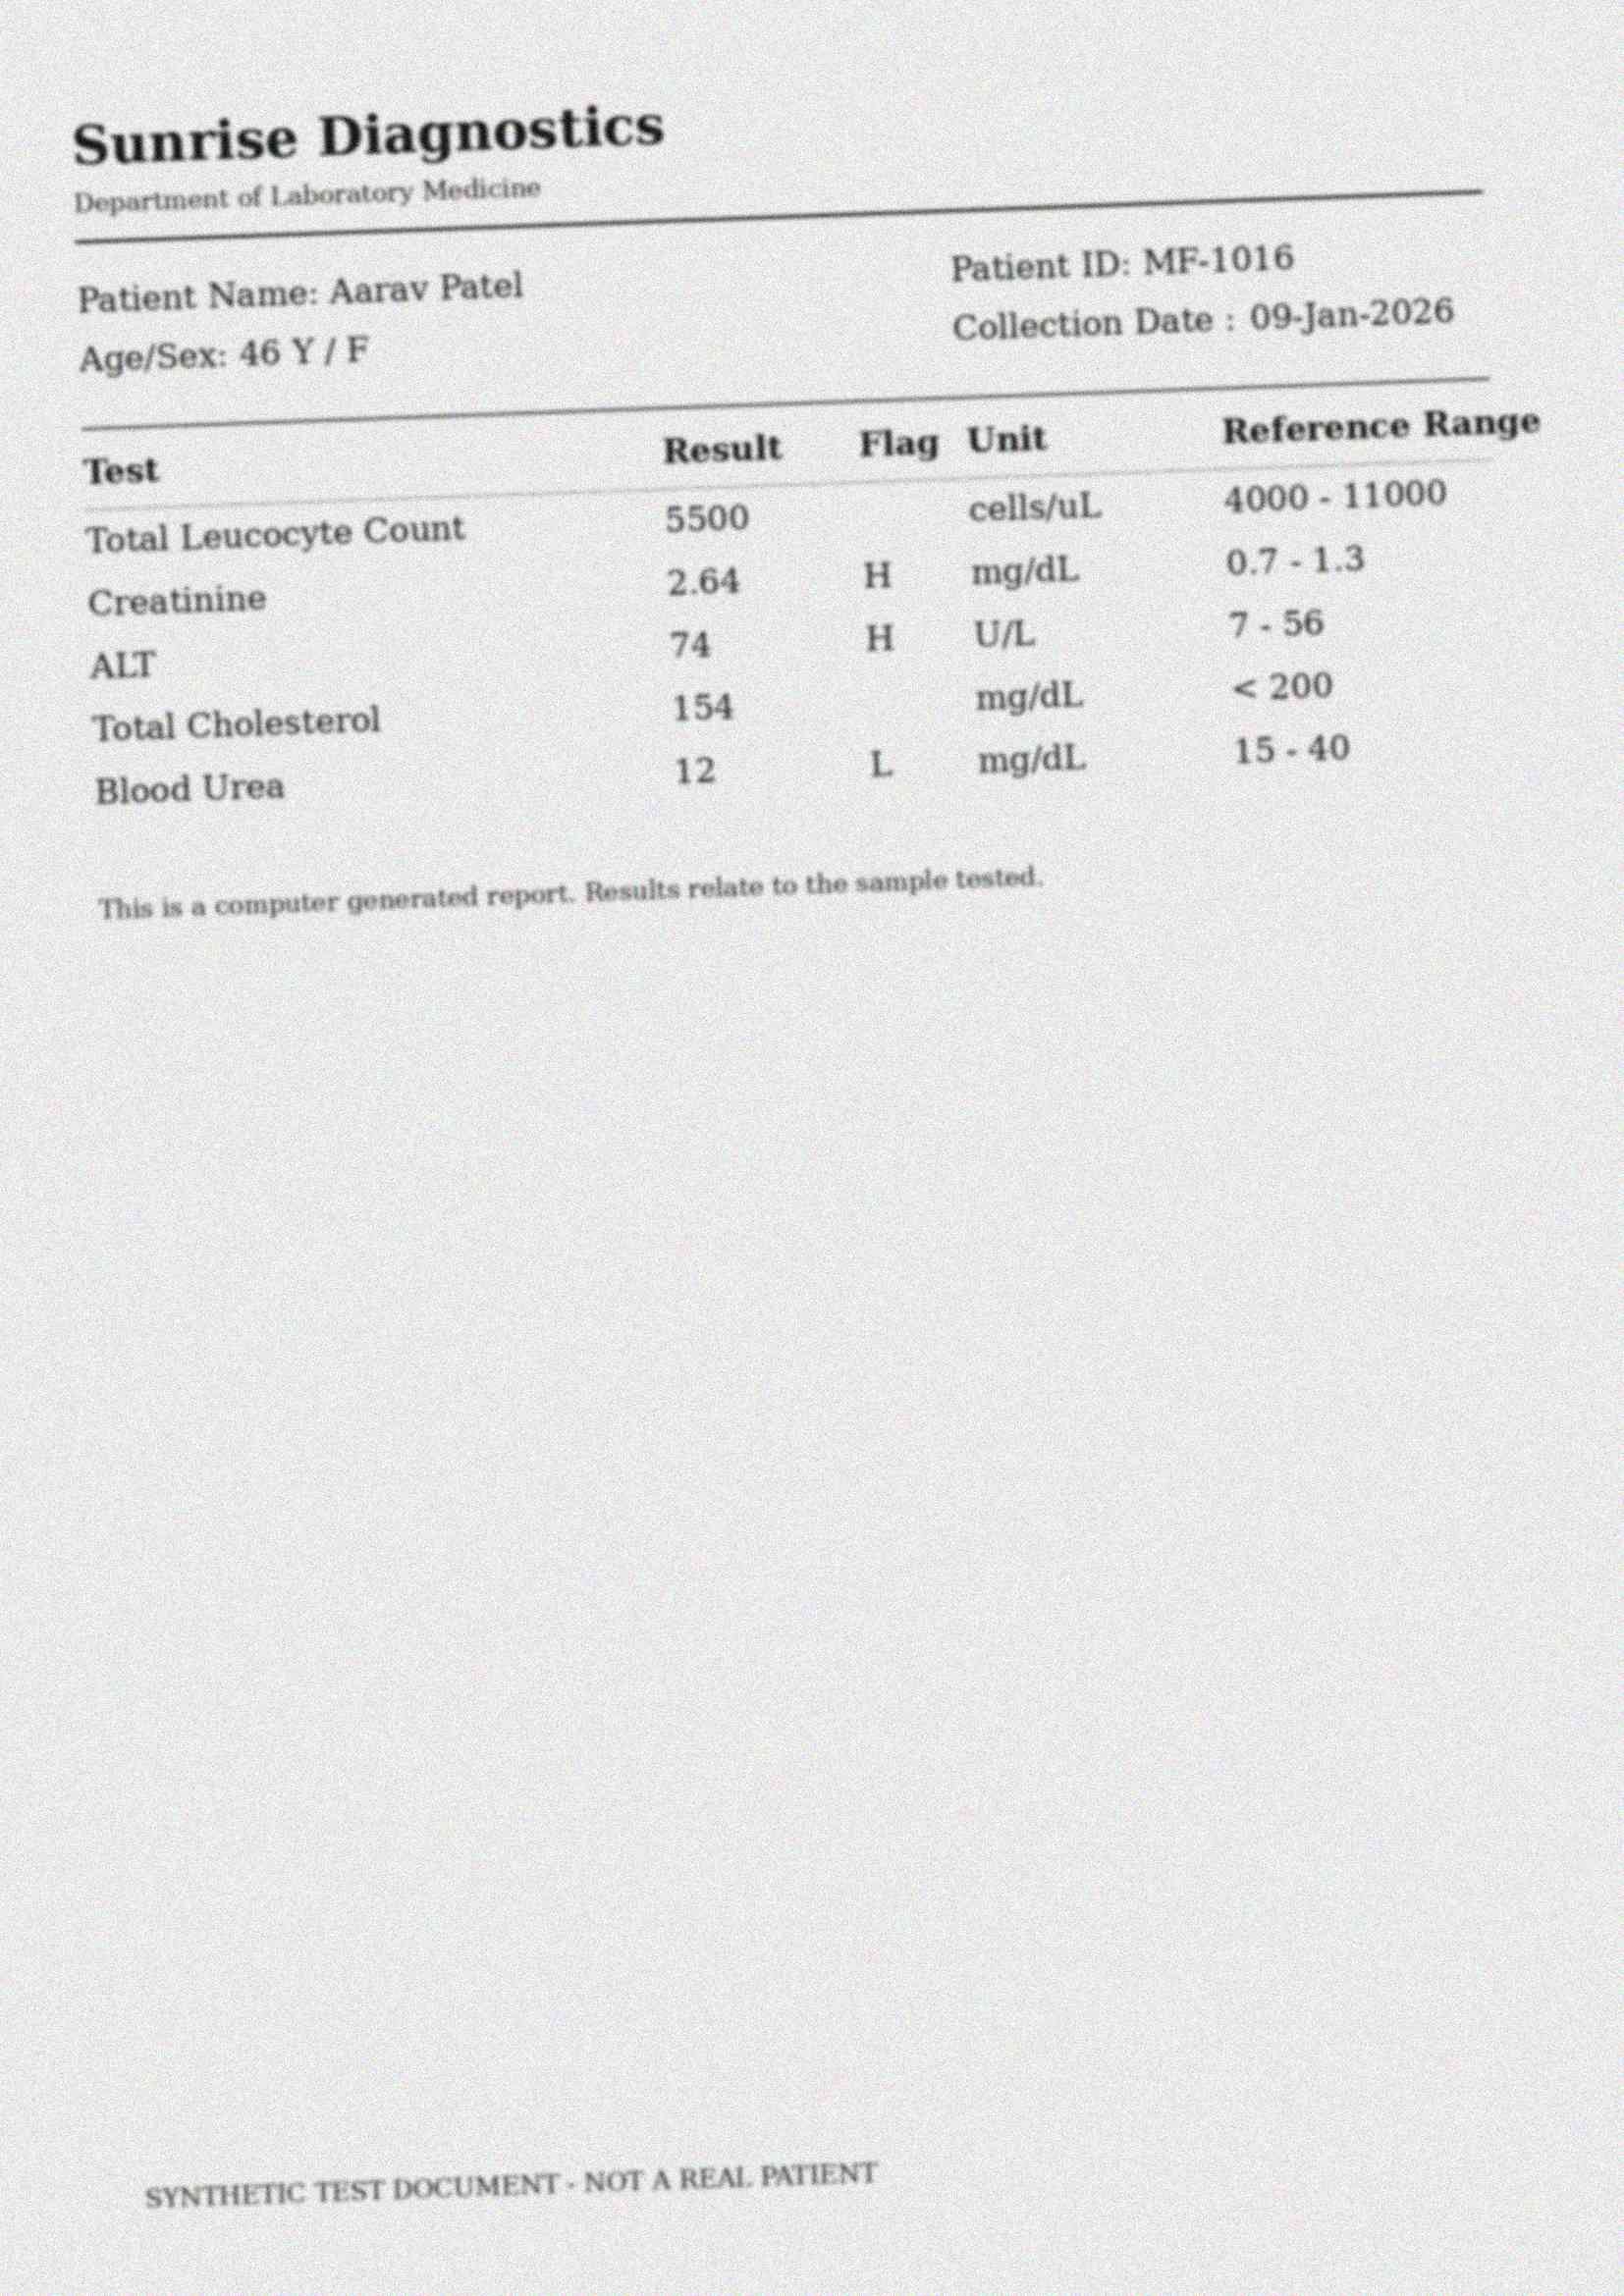 Sunrise Diagnostics
Department of Laboratory Medicine
Patient Name: Aarav Patel
Patient ID: MF-1016
Age/Sex: 46 Y / F
Collection Date : 09-Jan-2026
Test Result Flag Unit Reference Range
Total Leucocyte Count 5500 cells/uL 4000 - 11000
Creatinine 2.64 H mg/dL 0.7 - 1.3
ALT 74 H U/L 7 - 56
Total Cholesterol 154 mg/dL < 200
Blood Urea 12 L mg/dL 15 - 40
This is a computer generated report. Results relate to the sample tested.
SYNTHETIC TEST DOCUMENT - NOT A REAL PATIENT